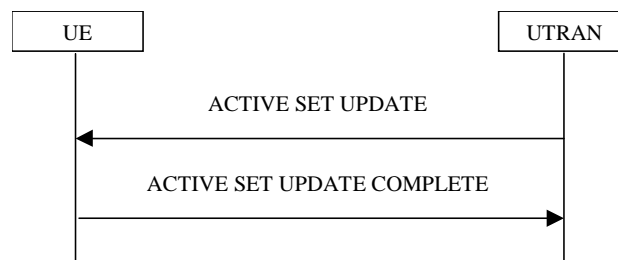 UE
UTRAN
ACTIVE SET UPDATE
ACTIVE SET UPDATE COMPLETE